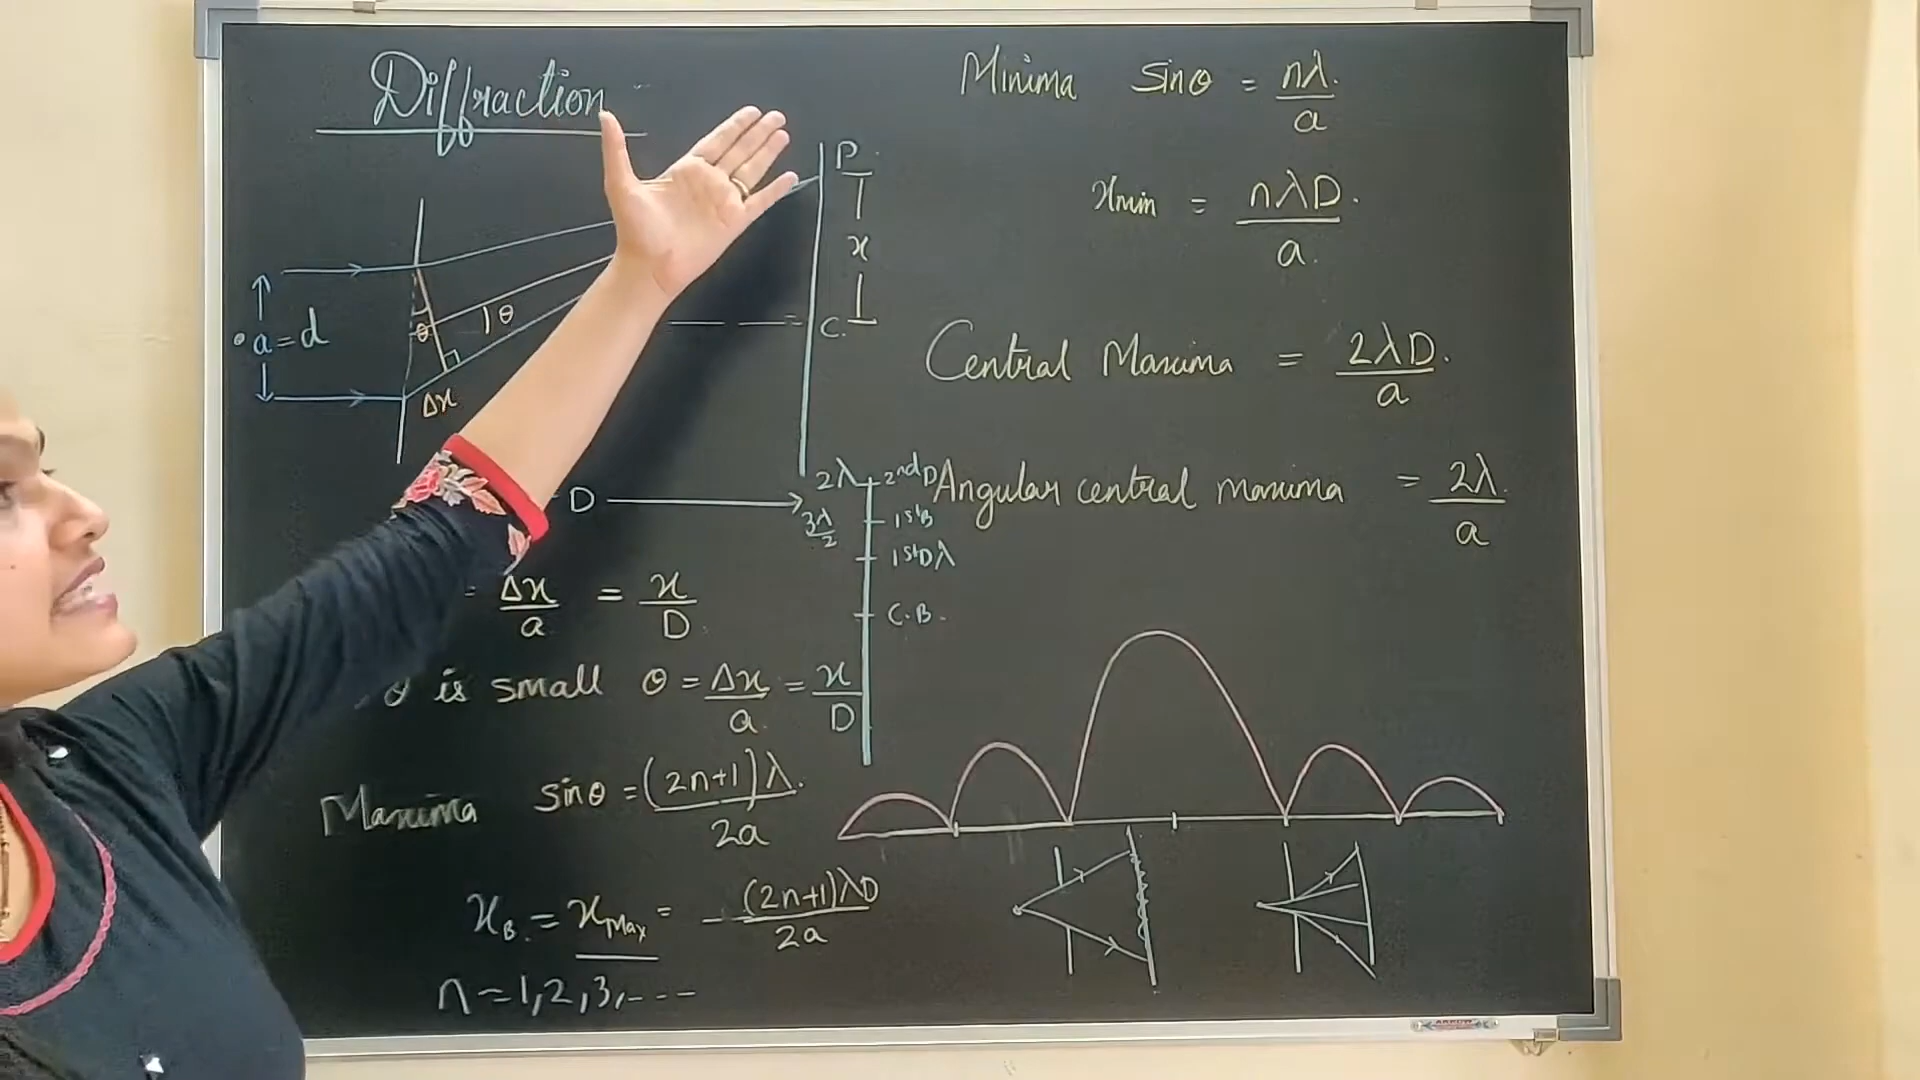 Diffraction
P
x
C.
a = d
θ
θ
Δx
D
= Δx/a = x/D
θ is small θ = Δx/a = x/D
Maxima sinθ = (2n+1)λ/2a
x_B. = x_Max = (2n+1)λD/2a
n = 1, 2, 3, ---
2λ 2nd D
3λ/2 1st B
1st D λ
C.B.
Minima sinθ = nλ/a
x_min = nλD/a
Central Maxima = 2λD/a
Angular central maxima = 2λ/a